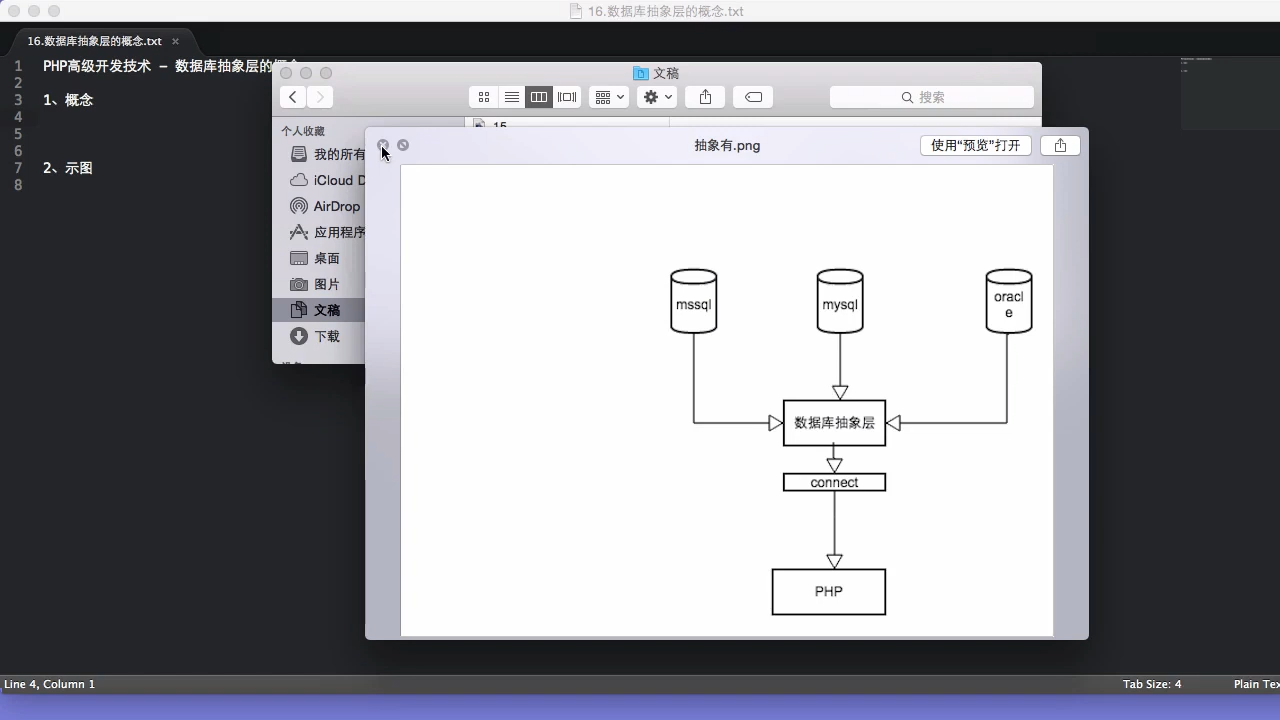 16.数据库抽象层的概念.txt
16.数据库抽象层的概念.txt
1 PHP高级开发技术 - 数据库抽象层的
2
3 1、概念
4
5
6
7 2、示图
8
文稿
搜索
个人收藏
我的所有
iCloud D
AirDrop
应用程序
桌面
图片
文稿
下载
15
抽象有.png
使用“预览”打开
mssql
mysql
oracl
e
数据库抽象层
connect
PHP
Line 4, Column 1
Tab Size: 4
Plain Tex